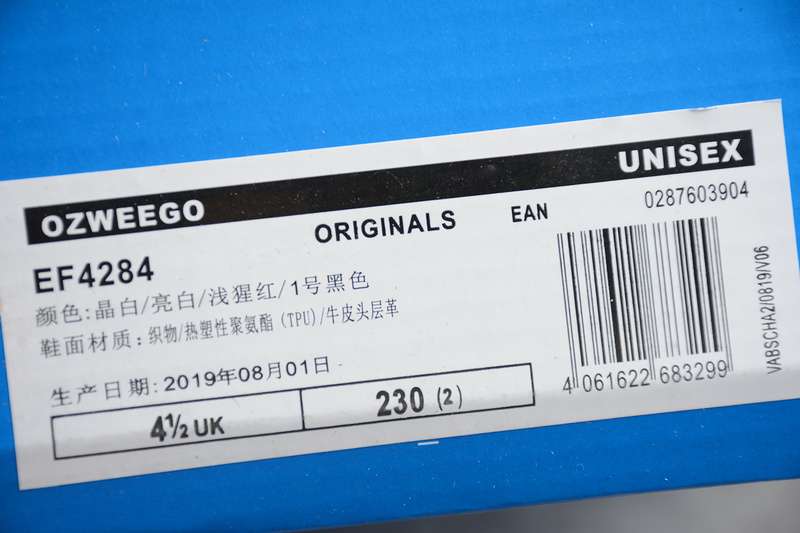 OZWEEGO UNISEX
ORIGINALS EAN 0287603904
EF4284
颜色:晶白/亮白/浅猩红/1号黑色
鞋面材质:织物/热塑性聚氨酯(TPU)/牛皮头层革
生产日期:2019年08月01日
4½ UK 230 (2)
4 061622 683299
VABSCHA2/0819/V06